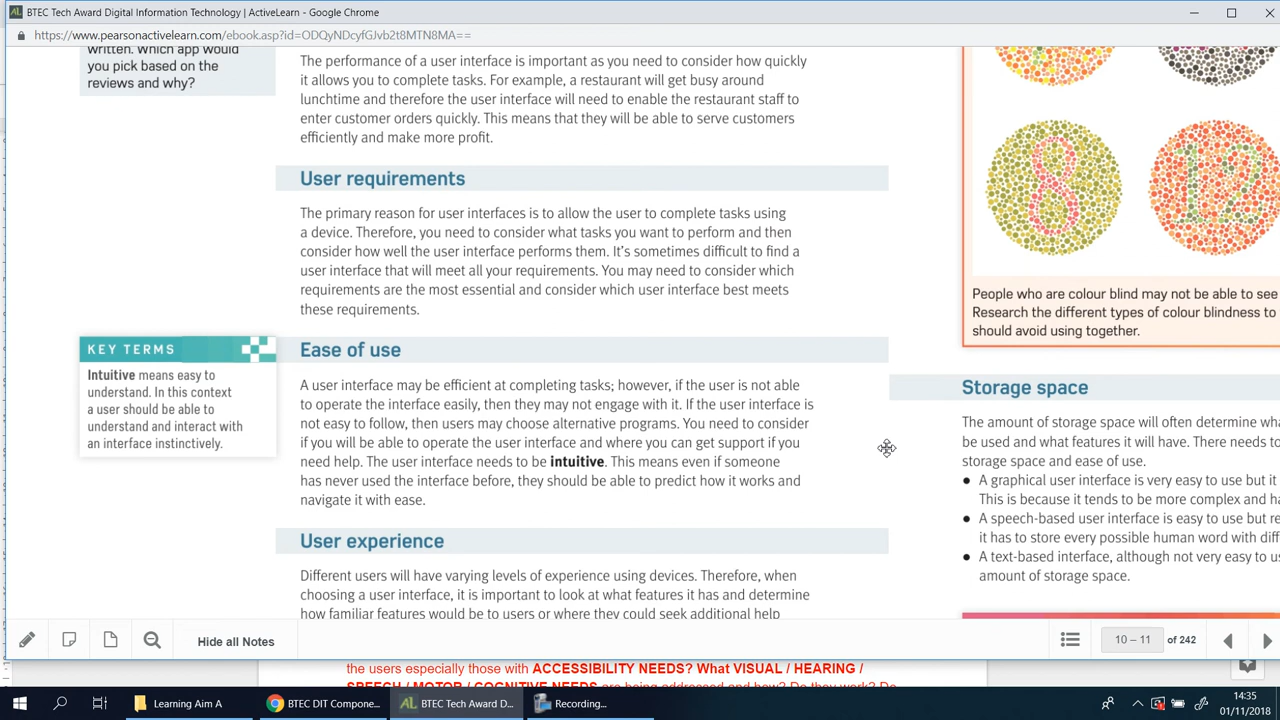 BTEC Tech Award Digital Information Technology | ActiveLearn - Google Chrome
https://www.pearsonactivelearn.com/ebook.asp?id=ODQyNDcyfGJvb2t8MTN8MA==
written. Which app would
you pick based on the
reviews and why?
The performance of a user interface is important as you need to consider how quickly
it allows you to complete tasks. For example, a restaurant will get busy around
lunchtime and therefore the user interface will need to enable the restaurant staff to
enter customer orders quickly. This means that they will be able to serve customers
efficiently and make more profit.
User requirements
The primary reason for user interfaces is to allow the user to complete tasks using
a device. Therefore, you need to consider what tasks you want to perform and then
consider how well the user interface performs them. It's sometimes difficult to find a
user interface that will meet all your requirements. You may need to consider which
requirements are the most essential and consider which user interface best meets
these requirements.
KEY TERMS
Intuitive means easy to
understand. In this context
a user should be able to
understand and interact with
an interface instinctively.
Ease of use
A user interface may be efficient at completing tasks; however, if the user is not able
to operate the interface easily, then they may not engage with it. If the user interface is
not easy to follow, then users may choose alternative programs. You need to consider
if you will be able to operate the user interface and where you can get support if you
need help. The user interface needs to be intuitive. This means even if someone
has never used the interface before, they should be able to predict how it works and
navigate it with ease.
User experience
Different users will have varying levels of experience using devices. Therefore, when
choosing a user interface, it is important to look at what features it has and determine
how familiar features would be to users or where they could seek additional help
8
12
People who are colour blind may not be able to see
Research the different types of colour blindness to
should avoid using together.
Storage space
The amount of storage space will often determine wha
be used and what features it will have. There needs to
storage space and ease of use.
• A graphical user interface is very easy to use but it
This is because it tends to be more complex and ha
• A speech-based user interface is easy to use but re
it has to store every possible human word with diff
• A text-based interface, although not very easy to us
amount of storage space.
Hide all Notes
10 – 11 of 242
the users especially those with ACCESSIBILITY NEEDS? What VISUAL / HEARING /
SPEECH / MOTOR / COGNITIVE NEEDS are being addressed and how? Do they work? Do
Learning Aim A
BTEC DIT Compone...
BTEC Tech Award D...
Recording...
14:35
01/11/2018